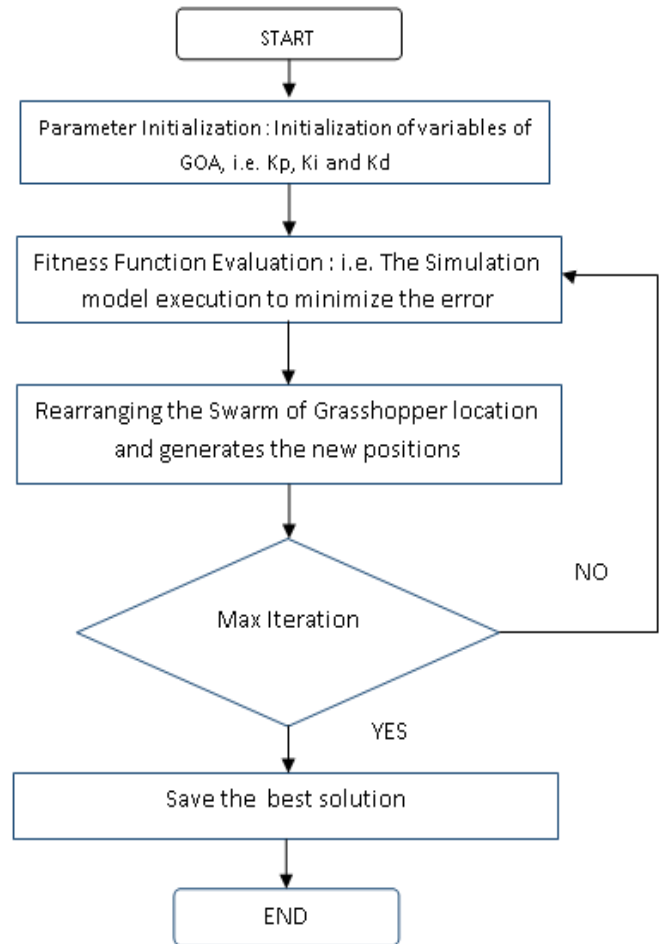 START
Parameter Initialization : Initialization of variables of
GOA, i.e. Kp, Ki and Kd
Fitness Function Evaluation : i.e. The Simulation
model execution to minimize the error
Rearranging the Swarm of Grasshopper location
and generates the new positions
Max Iteration
NO
YES
Save the best solution
END